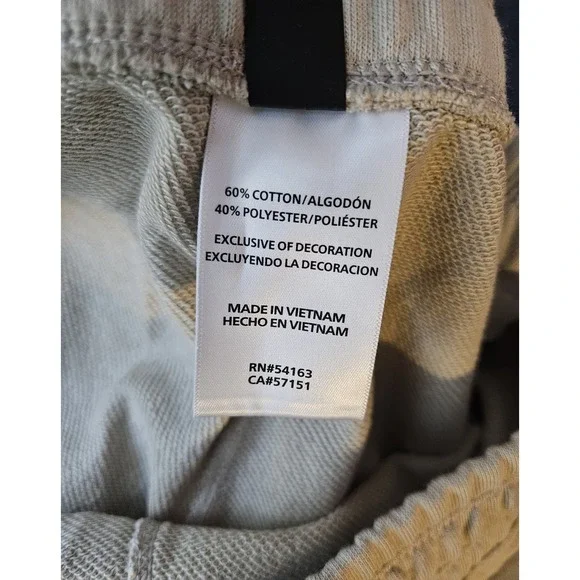 60% COTTON/ALGODÓN
40% POLYESTER/POLIÉSTER
EXCLUSIVE OF DECORATION
EXCLUYENDO LA DECORACION
MADE IN VIETNAM
HECHO EN VIETNAM
RN#54163
CA#57151